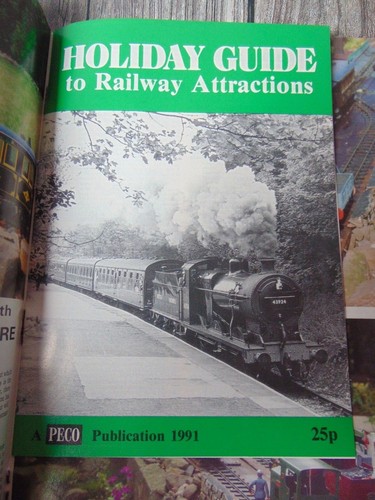 HOLIDAY GUIDE
to Railway Attractions
43924
A PECO Publication 1991
25p
th
RE